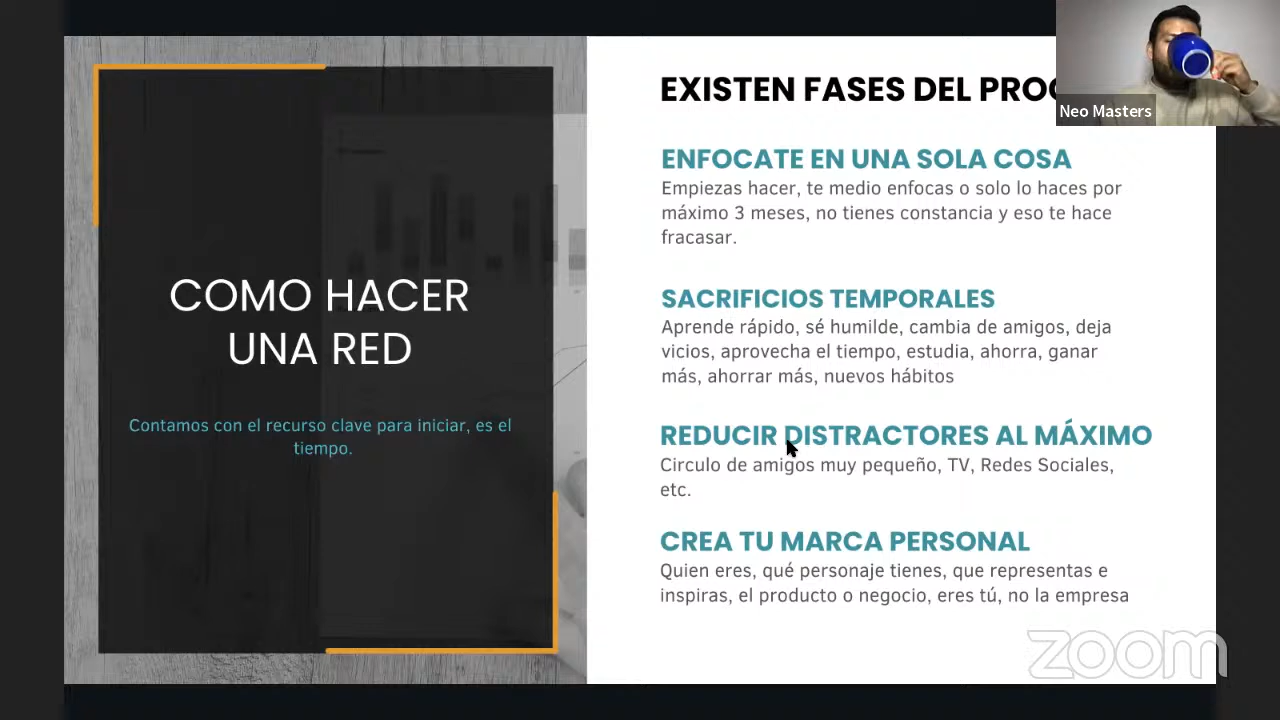 COMO HACER
UNA RED
Contamos con el recurso clave para iniciar, es el
tiempo.
EXISTEN FASES DEL
ENFOCATE EN UNA SOLA COSA
Empiezas hacer, te medio enfocas o solo lo haces por
máximo 3 meses, no tienes constancia y eso te hace
fracasar.
SACRIFICIOS TEMPORALES
Aprende rápido, sé humilde, cambia de amigos, deja
vicios, aprovecha el tiempo, estudia, ahorra, ganar
más, ahorrar más, nuevos hábitos
REDUCIR DISTRACTORES AL MÁXIMO
Circulo de amigos muy pequeño, TV, Redes Sociales,
etc.
CREA TU MARCA PERSONAL
Quien eres, qué personaje tienes, que representas e
inspiras, el producto o negocio, eres tú, no la empresa
Neo Masters
zoom